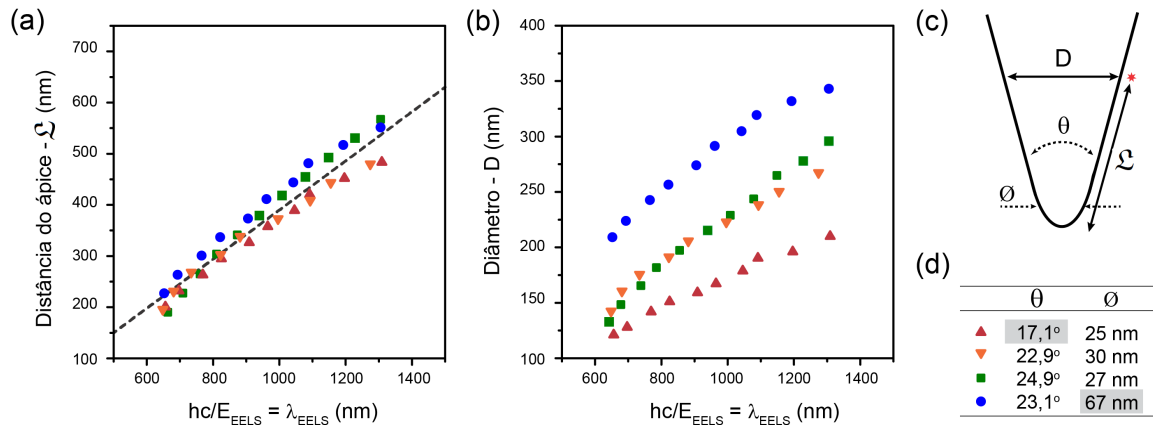 (a)
Distância do ápice - 𝔏 (nm)
700
600
500
400
300
200
100
600 800 1000 1200 1400
hc/E_EELS = λ_EELS (nm)
(b)
Diâmetro - D (nm)
400
350
300
250
200
150
100
600 800 1000 1200 1400
hc/E_EELS = λ_EELS (nm)
(c)
D
θ
𝔏
Ø
(d)
θ Ø
17,1° 25 nm
22,9° 30 nm
24,9° 27 nm
23,1° 67 nm